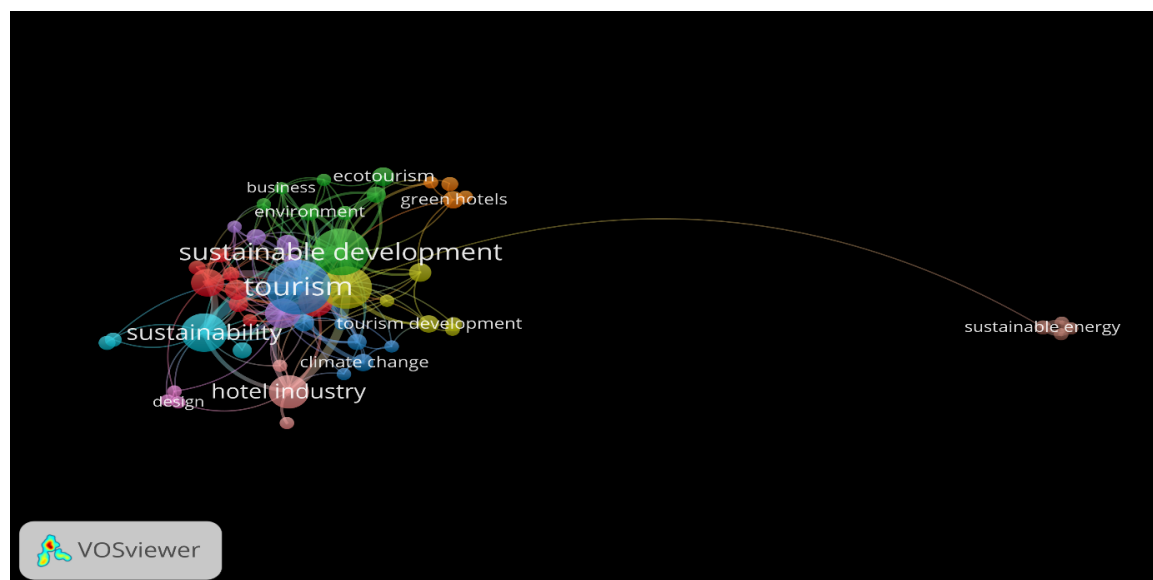 ecotourism
business
green hotels
environment
sustainable development
tourism
tourism development
sustainable energy
sustainability
climate change
hotel industry
design
VOSviewer